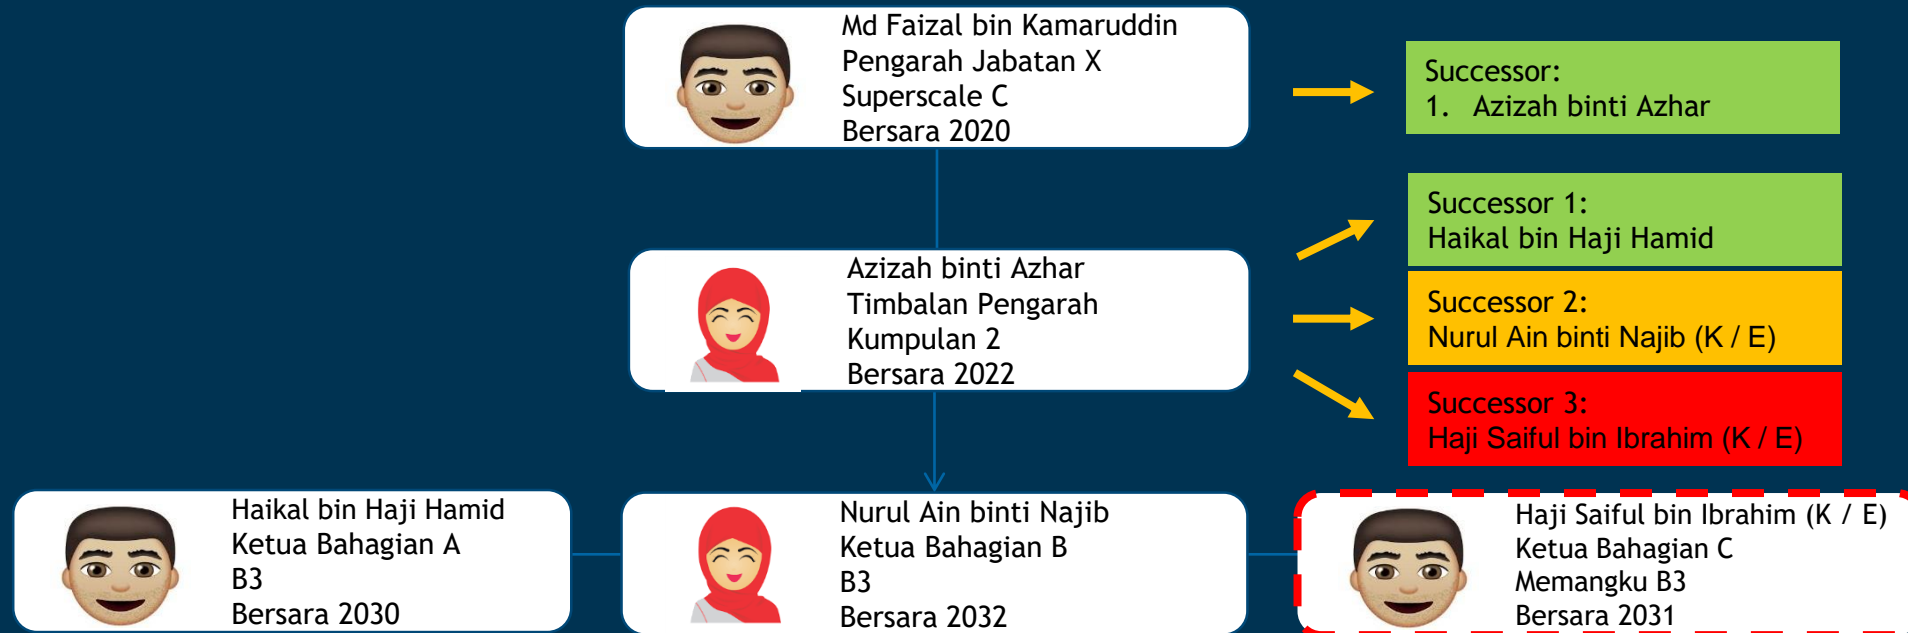 Md Faizal bin Kamaruddin
Pengarah Jabatan X
Superscale C
Bersara 2020
Successor:
1. Azizah binti Azhar
Azizah binti Azhar
Timbalan Pengarah
Kumpulan 2
Bersara 2022
Successor 1:
Haikal bin Haji Hamid
Successor 2:
Nurul Ain binti Najib (K / E)
Successor 3:
Haji Saiful bin Ibrahim (K / E)
Haikal bin Haji Hamid
Ketua Bahagian A
B3
Bersara 2030
Nurul Ain binti Najib
Ketua Bahagian B
B3
Bersara 2032
Haji Saiful bin Ibrahim (K / E)
Ketua Bahagian C
Memangku B3
Bersara 2031